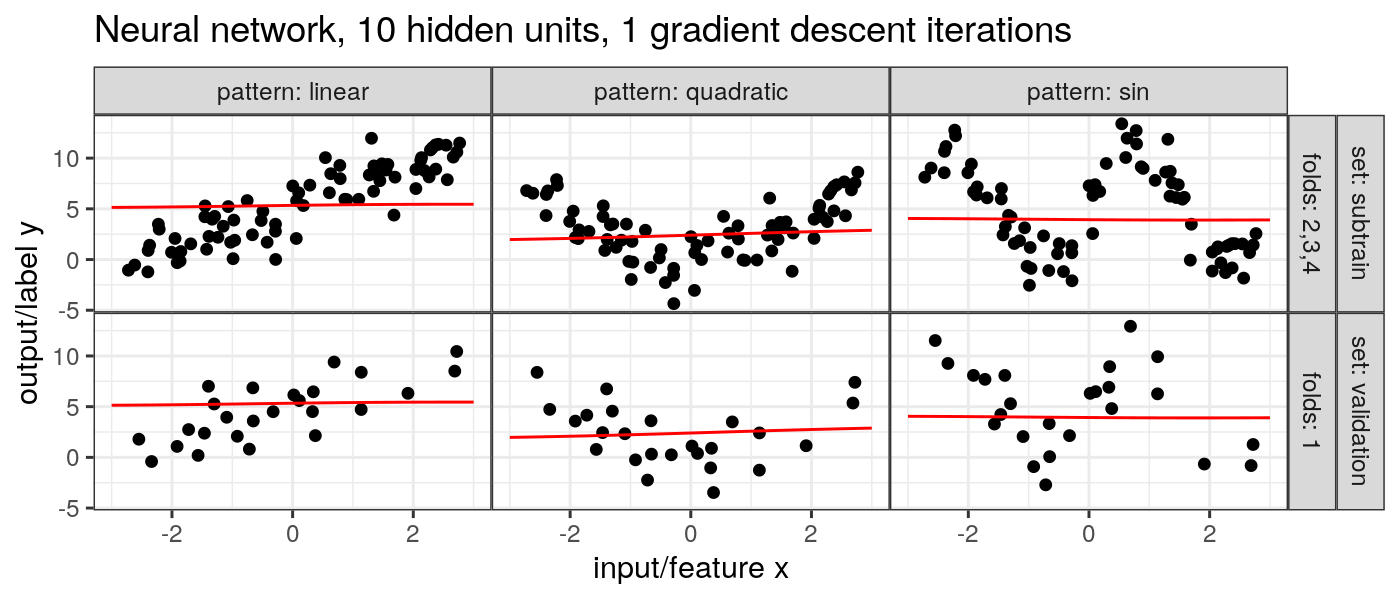 Neural network, 10 hidden units, 1 gradient descent iterations
pattern: linear
pattern: quadratic
pattern: sin
output/label y
10
5
0
-5
folds: 2,3,4
set: subtrain
10
5
0
-5
folds: 1
set: validation
-2
0
2
-2
0
2
-2
0
2
input/feature x